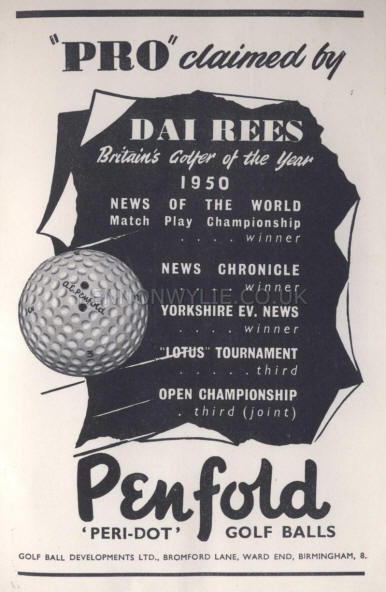 "PRO" claimed by
DAI REES
Britain's Golfer of the Year
1950
NEWS OF THE WORLD
Match Play Championship
. . . . winner
NEWS CHRONICLE
. . . . winner
YORKSHIRE EV. NEWS
. . . . winner
"LOTUS" TOURNAMENT
. . . . . third
OPEN CHAMPIONSHIP
. third (joint)
a.e. Penfold
3
Penfold
'PERI-DOT' GOLF BALLS
GOLF BALL DEVELOPMENTS LTD., BROMFORD LANE, WARD END, BIRMINGHAM, 8.